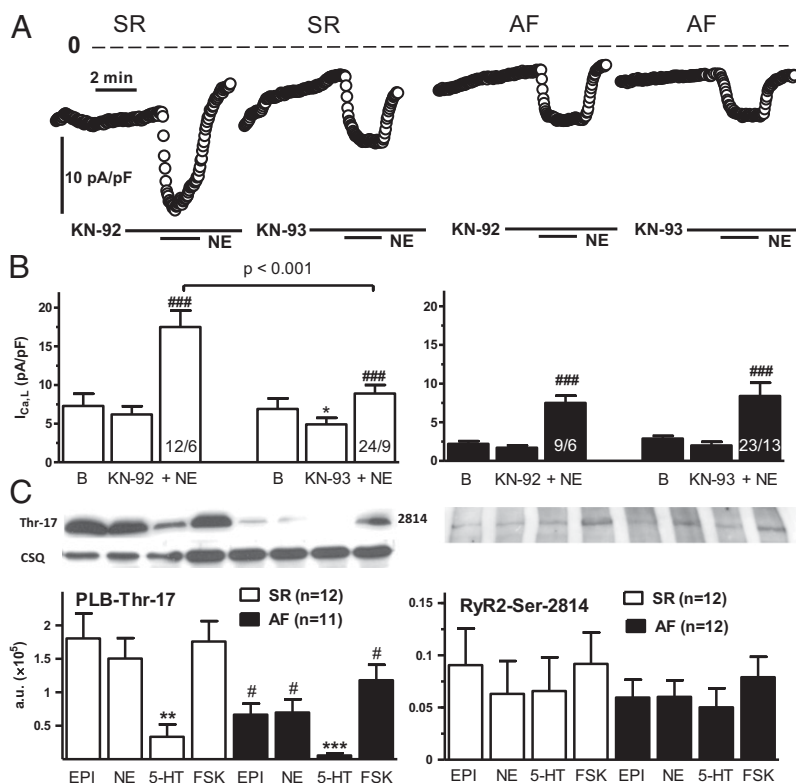 A
SR
SR
AF
AF
0
2 min
10 pA/pF
KN-92
NE
KN-93
NE
KN-92
NE
KN-93
NE
B
p < 0.001
I Ca,L (pA/pF)
20
15
10
5
0
###
*
###
12/6
24/9
B KN-92 + NE B KN-93 + NE
20
15
10
5
0
###
###
9/6
23/13
B KN-92 + NE B KN-93 + NE
C
Thr-17
CSQ
2814
PLB-Thr-17
SR (n=12)
AF (n=11)
a.u. (×10⁵)
2
1.5
1
0.5
**
#
#
***
#
EPI NE 5-HT FSK EPI NE 5-HT FSK
RyR2-Ser-2814
SR (n=12)
AF (n=12)
0.15
0.1
0.05
0
EPI NE 5-HT FSK EPI NE 5-HT FSK